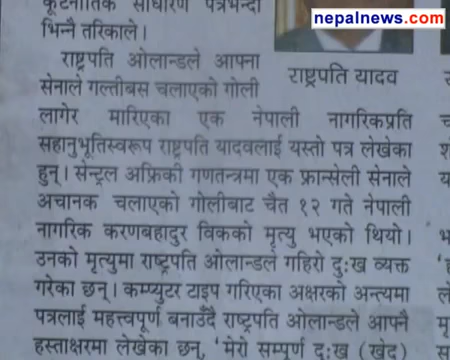 nepalnews.com
कूटनीतिक साधारण पत्रभन्दा
भिन्नै तरिकाले।
राष्ट्रपति ओलान्डले आफ्ना
सेनाले गल्तीबस चलाएको गोली
लागेर मारिएका एक नेपाली नागरिकप्रति
सहानुभूतिस्वरूप राष्ट्रपति यादवलाई यस्तो पत्र लेखेका
हुन्। सेन्ट्रल अफ्रिकी गणतन्त्रमा एक फ्रान्सेली सेनाले
अचानक चलाएको गोलीबाट चैत १२ गते नेपाली
नागरिक करणबहादुर विकको मृत्यु भएको थियो।
उनको मृत्युमा राष्ट्रपति ओलान्डले गहिरो दुःख व्यक्त
गरेका छन्। कम्प्युटर टाइप गरिएका अक्षरको अन्त्यमा
पत्रलाई महत्त्वपूर्ण बनाउँदै राष्ट्रपति ओलान्डले आफ्नै
हस्ताक्षरमा लेखेका छन्, 'मेरो सम्पूर्ण दुःख (खेद)
राष्ट्रपति यादव